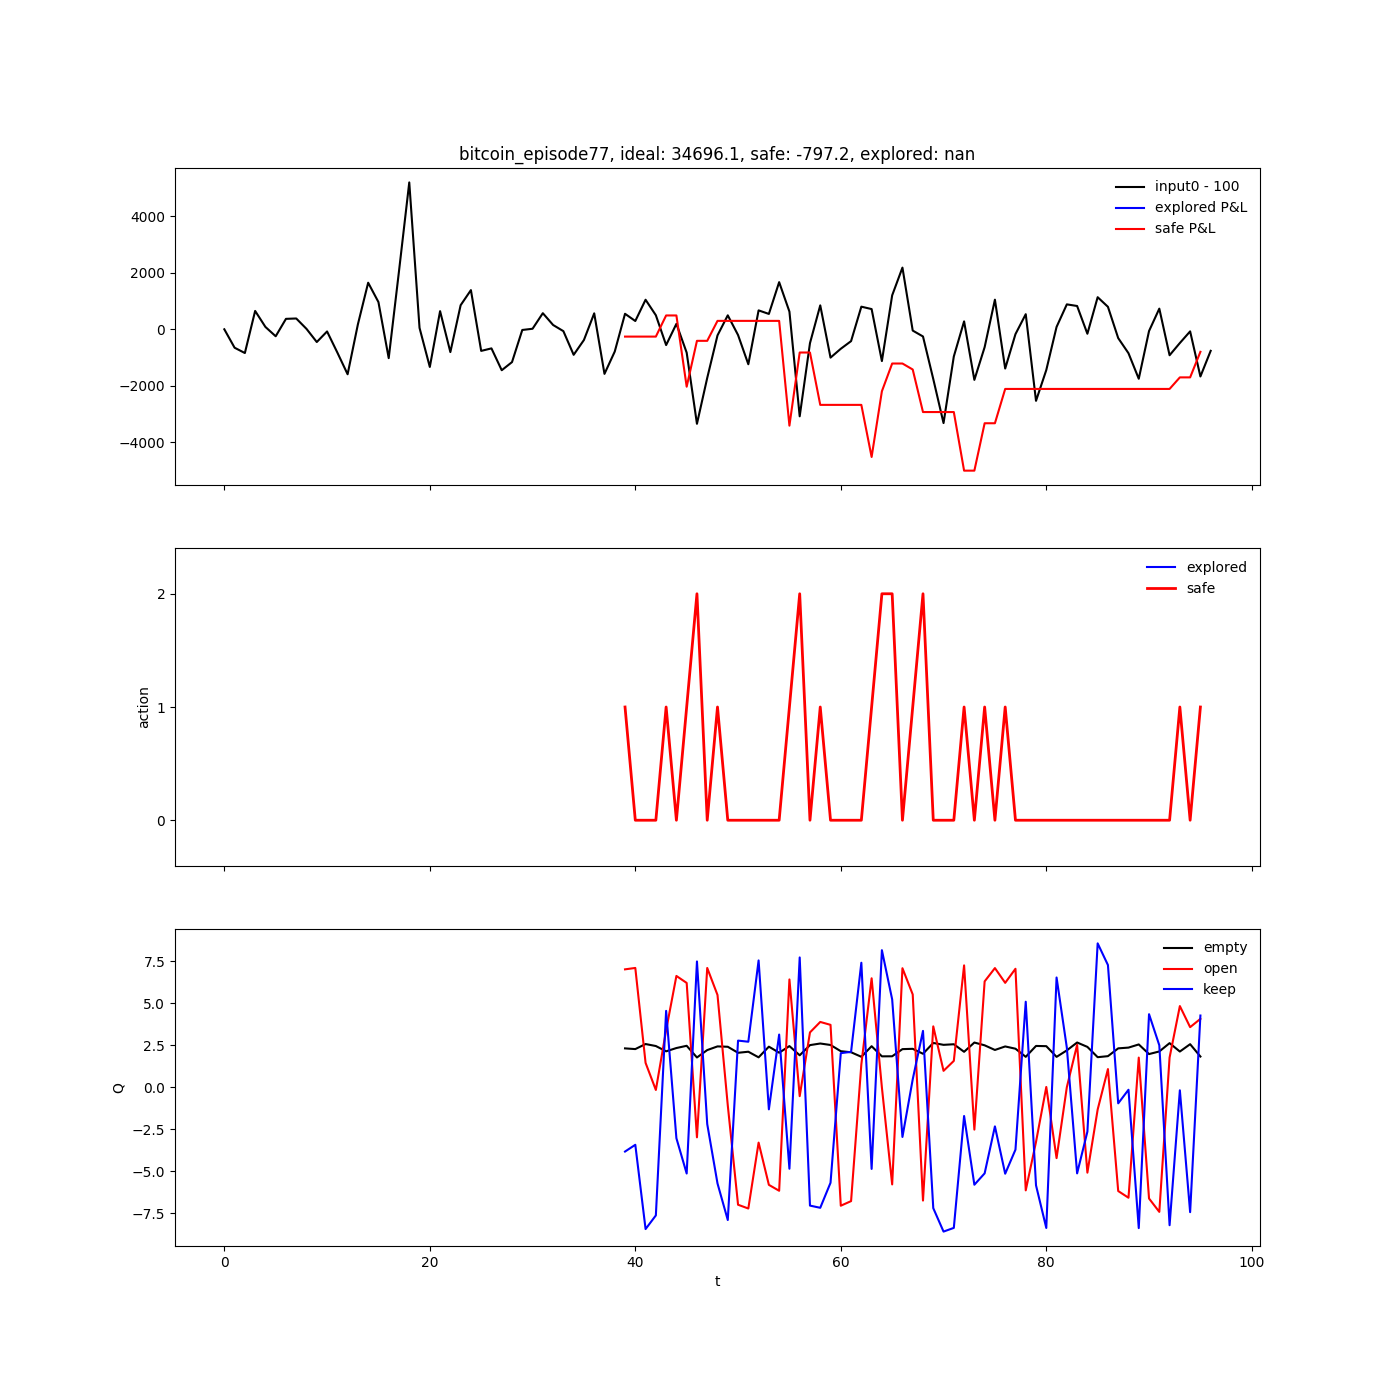 bitcoin_episode77, ideal: 34696.1, safe: -797.2, explored: nan
input0 - 100
explored P&L
safe P&L
4000
2000
0
−2000
−4000
explored
safe
action
2
1
0
empty
open
keep
Q
7.5
5.0
2.5
0.0
−2.5
−5.0
−7.5
0 20 40 60 80 100
t